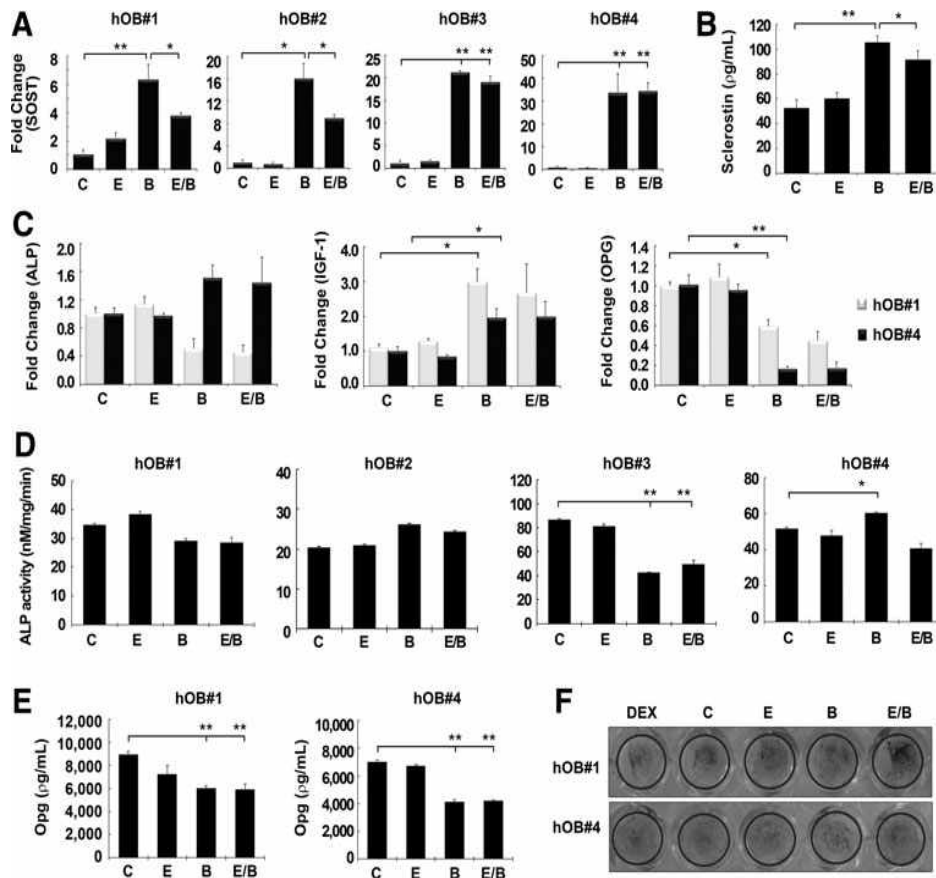 A
hOB#1
hOB#2
hOB#3
hOB#4
Fold Change
(SOST)
8
6
4
2
0
** *
C E B E/B
20
16
12
8
4
0
* *
C E B E/B
25
20
15
10
5
0
** **
C E B E/B
50
40
30
20
10
0
** **
C E B E/B
B
Sclerostin (ρg/mL)
120
100
80
60
40
20
0
** *
C E B E/B
C
Fold Change (ALP)
2.0
1.6
1.2
0.8
0.4
0.0
C E B E/B
Fold Change (IGF-1)
4.0
3.0
2.0
1.0
0.0
*
*
C E B E/B
Fold Change (OPG)
1.4
1.2
1.0
0.8
0.6
0.4
0.2
0
**
*
C E B E/B
hOB#1
hOB#4
D
hOB#1
hOB#2
hOB#3
hOB#4
ALP activity (nM/mg/min)
50
40
30
20
10
0
C E B E/B
40
30
20
10
0
C E B E/B
100
80
60
40
20
0
** **
C E B E/B
80
60
40
20
0
*
C E B E/B
E
hOB#1
hOB#4
Opg (ρg/mL)
12,000
10,000
8,000
6,000
4,000
2,000
0
** **
C E B E/B
Opg (ρg/mL)
10,000
8,000
6,000
4,000
2,000
0
** **
C E B E/B
F
DEX C E B E/B
hOB#1
hOB#4